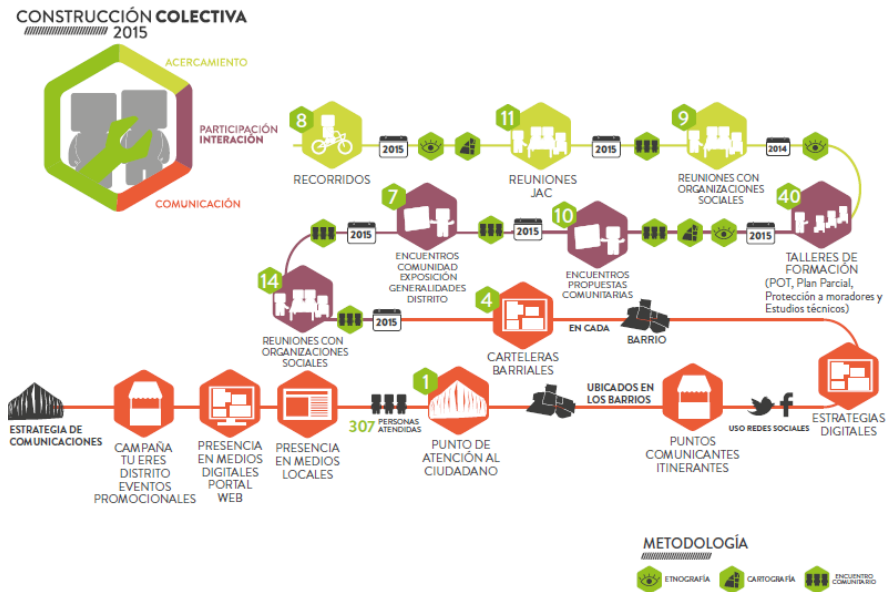 CONSTRUCCIÓN COLECTIVA
2015
ACERCAMIENTO
PARTICIPACIÓN
INTERACIÓN
COMUNICACIÓN
8
RECORRIDOS
2015
11
REUNIONES
JAC
2015
9
REUNIONES CON
ORGANIZACIONES
SOCIALES
2014
40
TALLERES DE
FORMACIÓN
(POT, Plan Parcial,
Protección a moradores y
Estudios técnicos)
2015
10
ENCUENTROS
PROPUESTAS
COMUNITARIAS
2015
7
ENCUENTROS
COMUNIDAD
EXPOSICIÓN
GENERALIDADES
DISTRITO
2015
14
REUNIONES CON
ORGANIZACIONES
SOCIALES
2015
4
CARTELERAS
BARRIALES
EN CADA
BARRIO
ESTRATEGIAS
DIGITALES
USO REDES SOCIALES
PUNTOS
COMUNICANTES
ITINERANTES
UBICADOS EN
LOS BARRIOS
1
PUNTO DE
ATENCIÓN AL
CIUDADANO
307 PERSONAS
ATENDIDAS
PRESENCIA
EN MEDIOS
LOCALES
PRESENCIA
EN MEDIOS
DIGITALES
PORTAL
WEB
CAMPAÑA
TU ERES
DISTRITO
EVENTOS
PROMOCIONALES
ESTRATEGIA DE
COMUNICACIONES
METODOLOGÍA
ETNOGRAFÍA
CARTOGRAFÍA
ENCUENTRO
COMUNITARIO